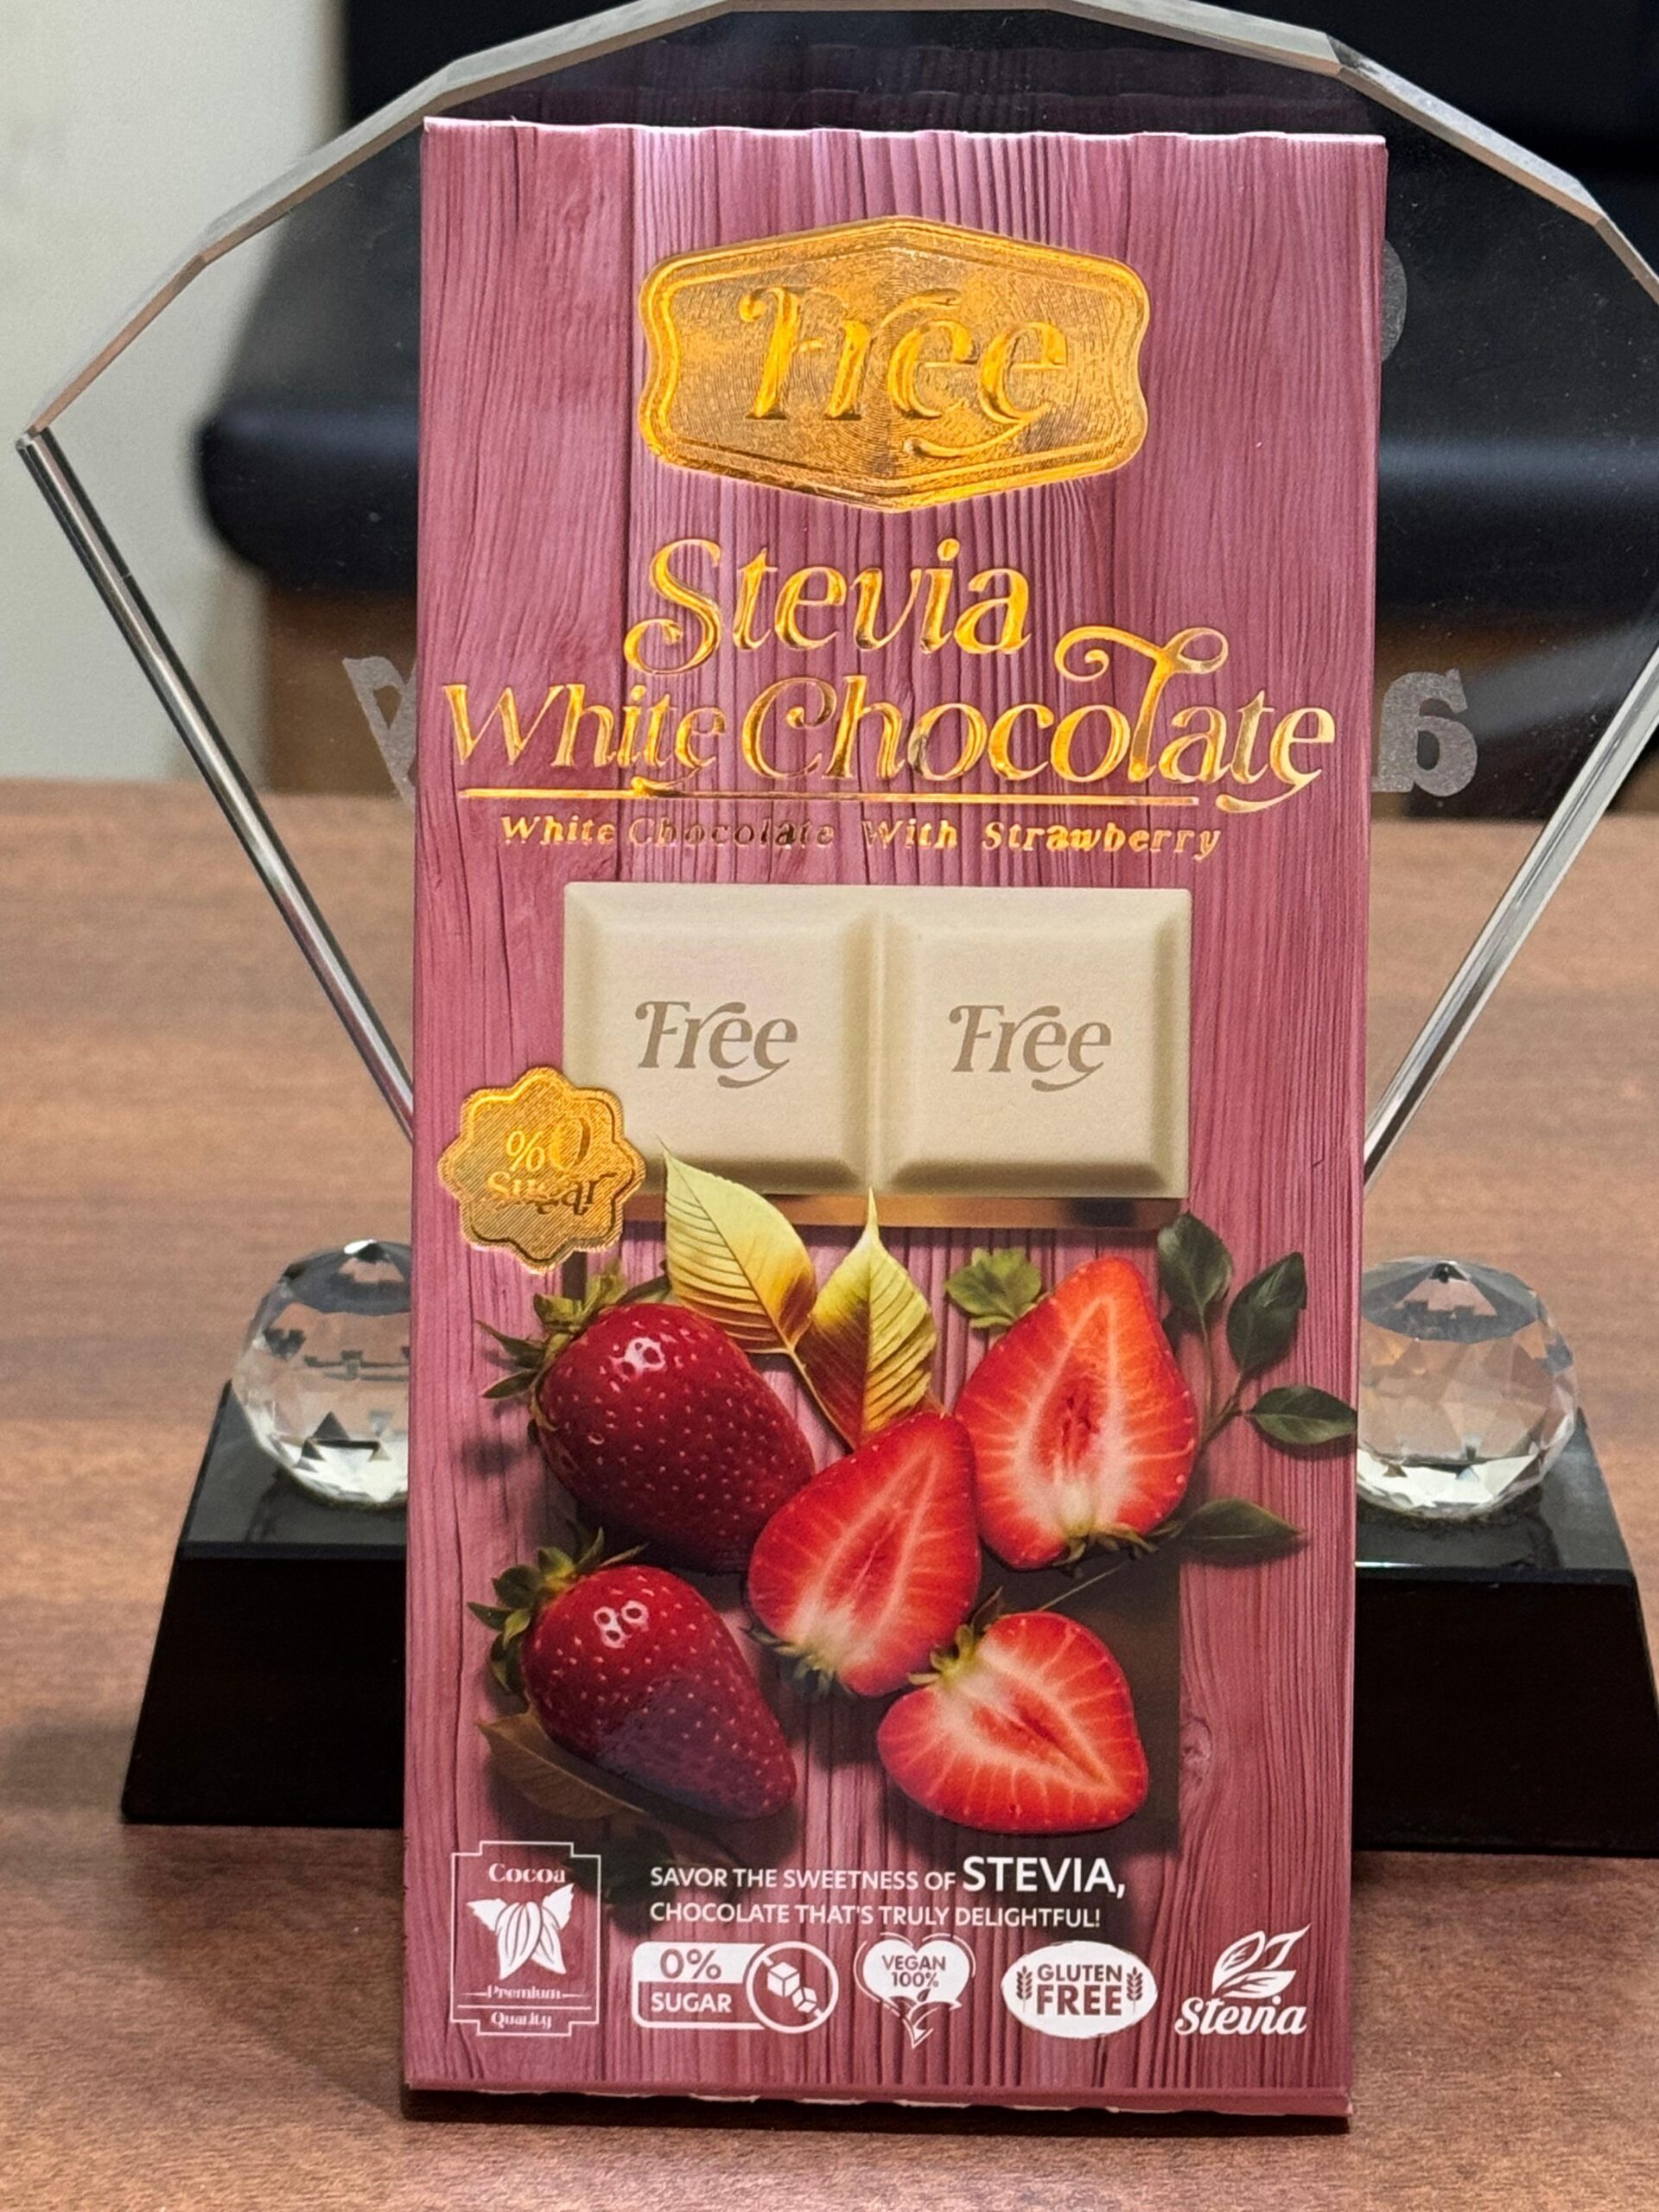 Free
Stevia
White Chocolate
White Chocolate With Strawberry
Free Free
%0
Sugar
Cocoa
Premium
Quality
SAVOR THE SWEETNESS OF STEVIA,
CHOCOLATE THAT'S TRULY DELIGHTFUL!
0%
SUGAR
VEGAN
100%
GLUTEN
FREE
Stevia